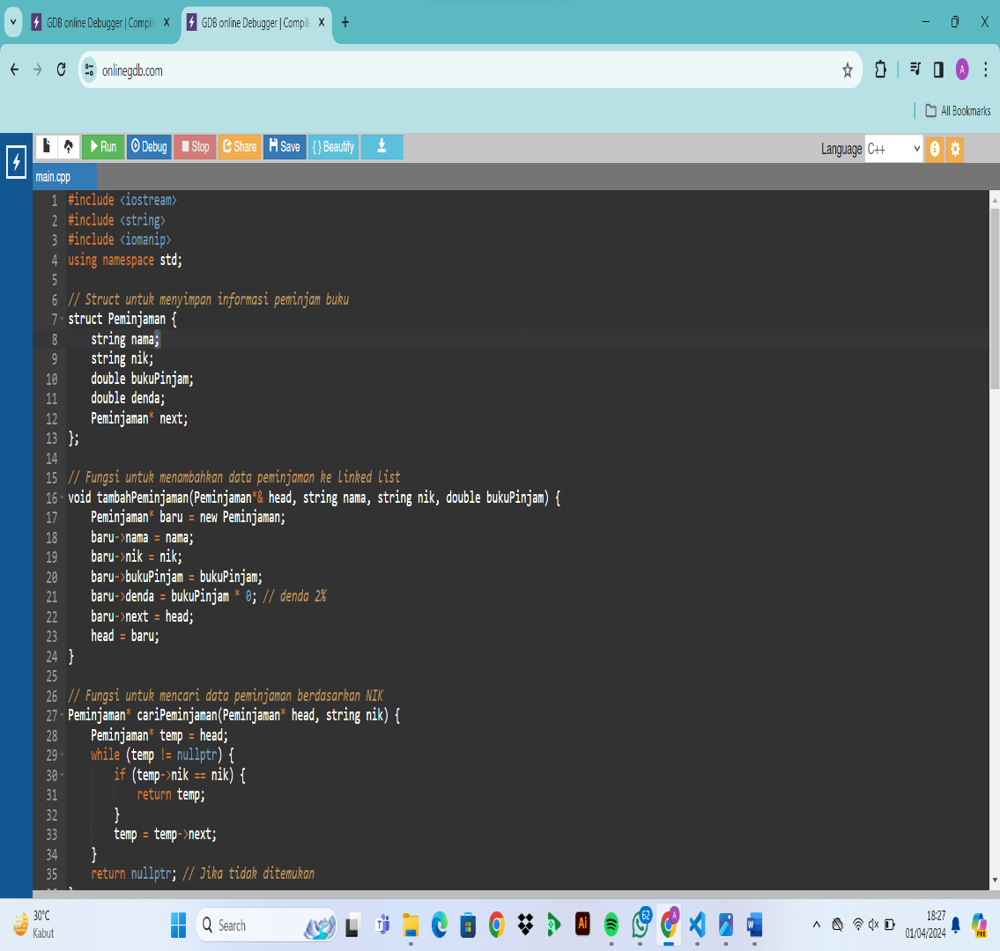 GDB online Debugger | Compile
GDB online Debugger | Compile
onlinegdb.com
A
All Bookmarks
Run
Debug
Stop
Share
Save
{ } Beautify
Language C++
main.cpp
1 #include <iostream>
2 #include <string>
3 #include <iomanip>
4 using namespace std;
5
6 // Struct untuk menyimpan informasi peminjam buku
7 struct Peminjaman {
8 string nama;
9 string nik;
10 double bukuPinjam;
11 double denda;
12 Peminjaman* next;
13 };
14
15 // Fungsi untuk menambahkan data peminjaman ke linked list
16 void tambahPeminjaman(Peminjaman*& head, string nama, string nik, double bukuPinjam) {
17 Peminjaman* baru = new Peminjaman;
18 baru->nama = nama;
19 baru->nik = nik;
20 baru->bukuPinjam = bukuPinjam;
21 baru->denda = bukuPinjam * 0; // denda 2%
22 baru->next = head;
23 head = baru;
24 }
25
26 // Fungsi untuk mencari data peminjaman berdasarkan NIK
27 Peminjaman* cariPeminjaman(Peminjaman* head, string nik) {
28 Peminjaman* temp = head;
29 while (temp != nullptr) {
30 if (temp->nik == nik) {
31 return temp;
32 }
33 temp = temp->next;
34 }
35 return nullptr; // Jika tidak ditemukan
30°C
Kabut
Search
Ai
62
A
18:27
01/04/2024
PRE